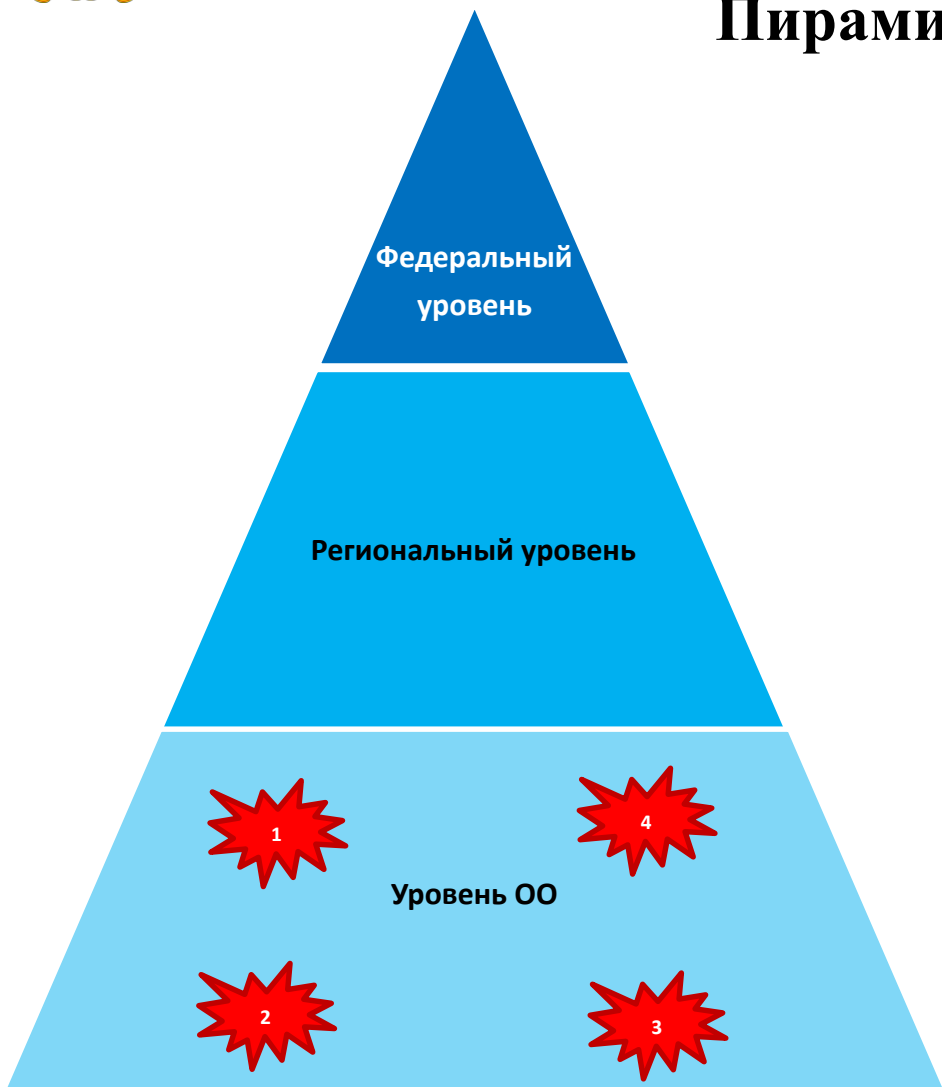 Пирами
Федеральный
уровень
Региональный уровень
1
4
Уровень ОО
2
3